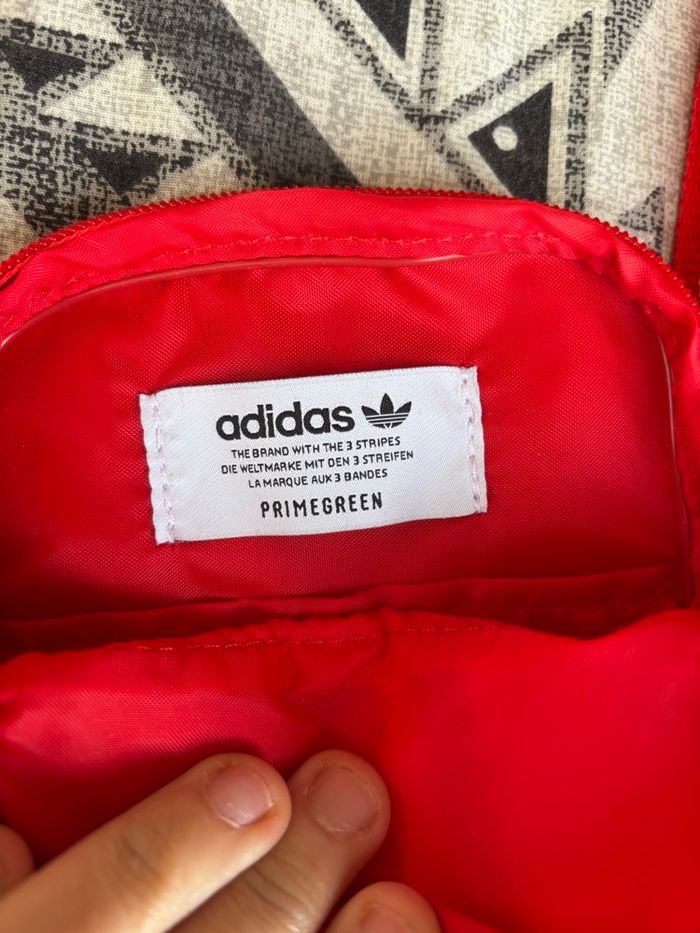 adidas
THE BRAND WITH THE 3 STRIPES
DIE WELTMARKE MIT DEN 3 STREIFEN
LA MARQUE AUX 3 BANDES
PRIMEGREEN